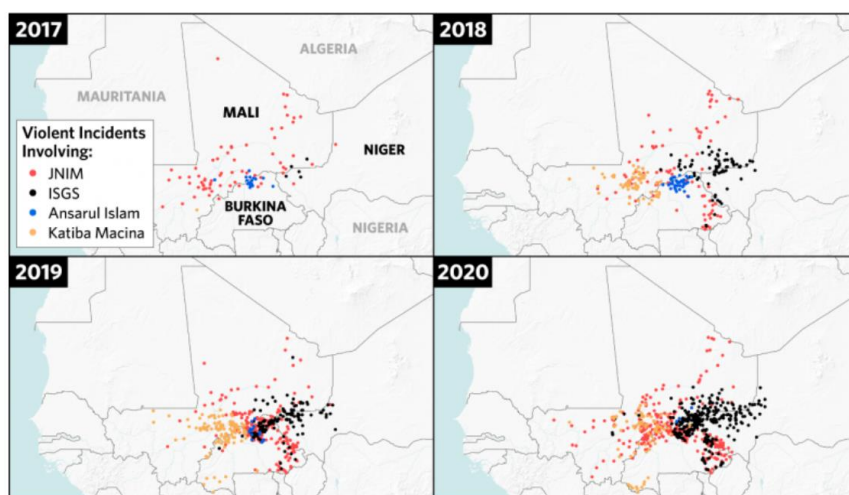 2017
2018
ALGERIA
MAURITANIA
MALI
NIGER
BURKINA
FASO
NIGERIA
Violent Incidents
Involving:
JNIM
ISGS
Ansarul Islam
Katiba Macina
2019
2020